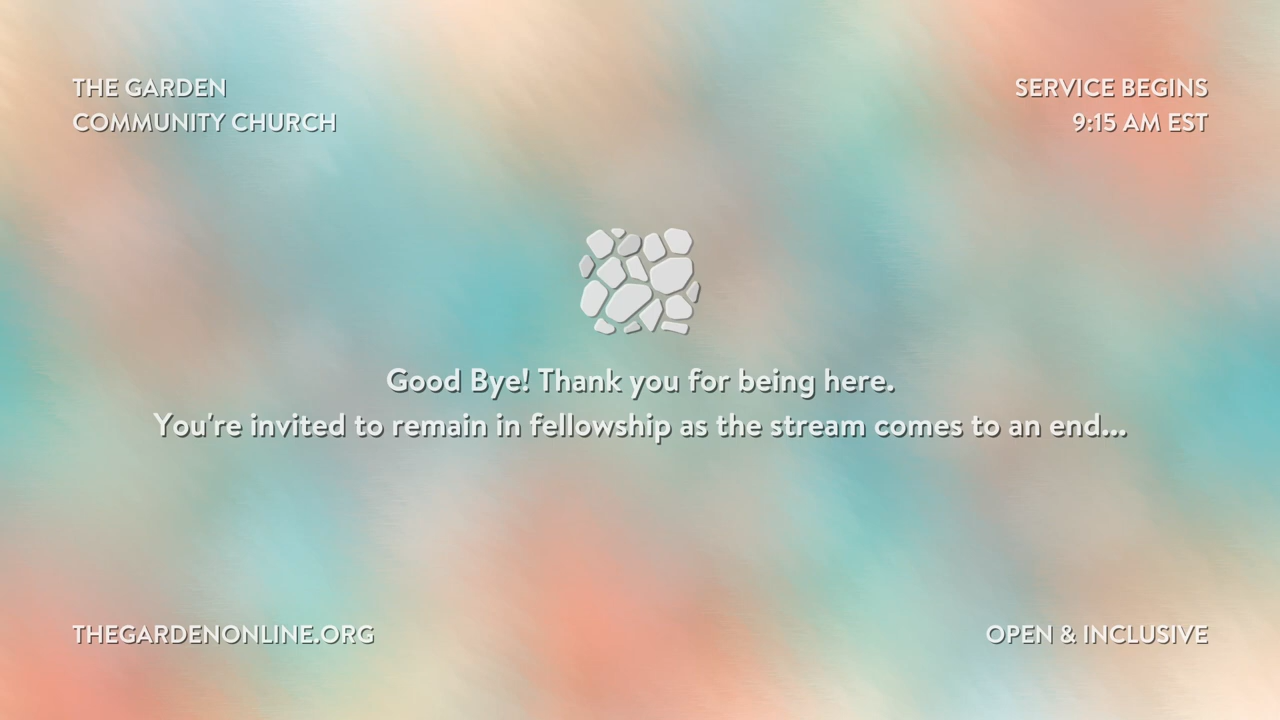 THE GARDEN
COMMUNITY CHURCH
SERVICE BEGINS
9:15 AM EST
Good Bye! Thank you for being here.
You're invited to remain in fellowship as the stream comes to an end...
THEGARDENONLINE.ORG
OPEN & INCLUSIVE